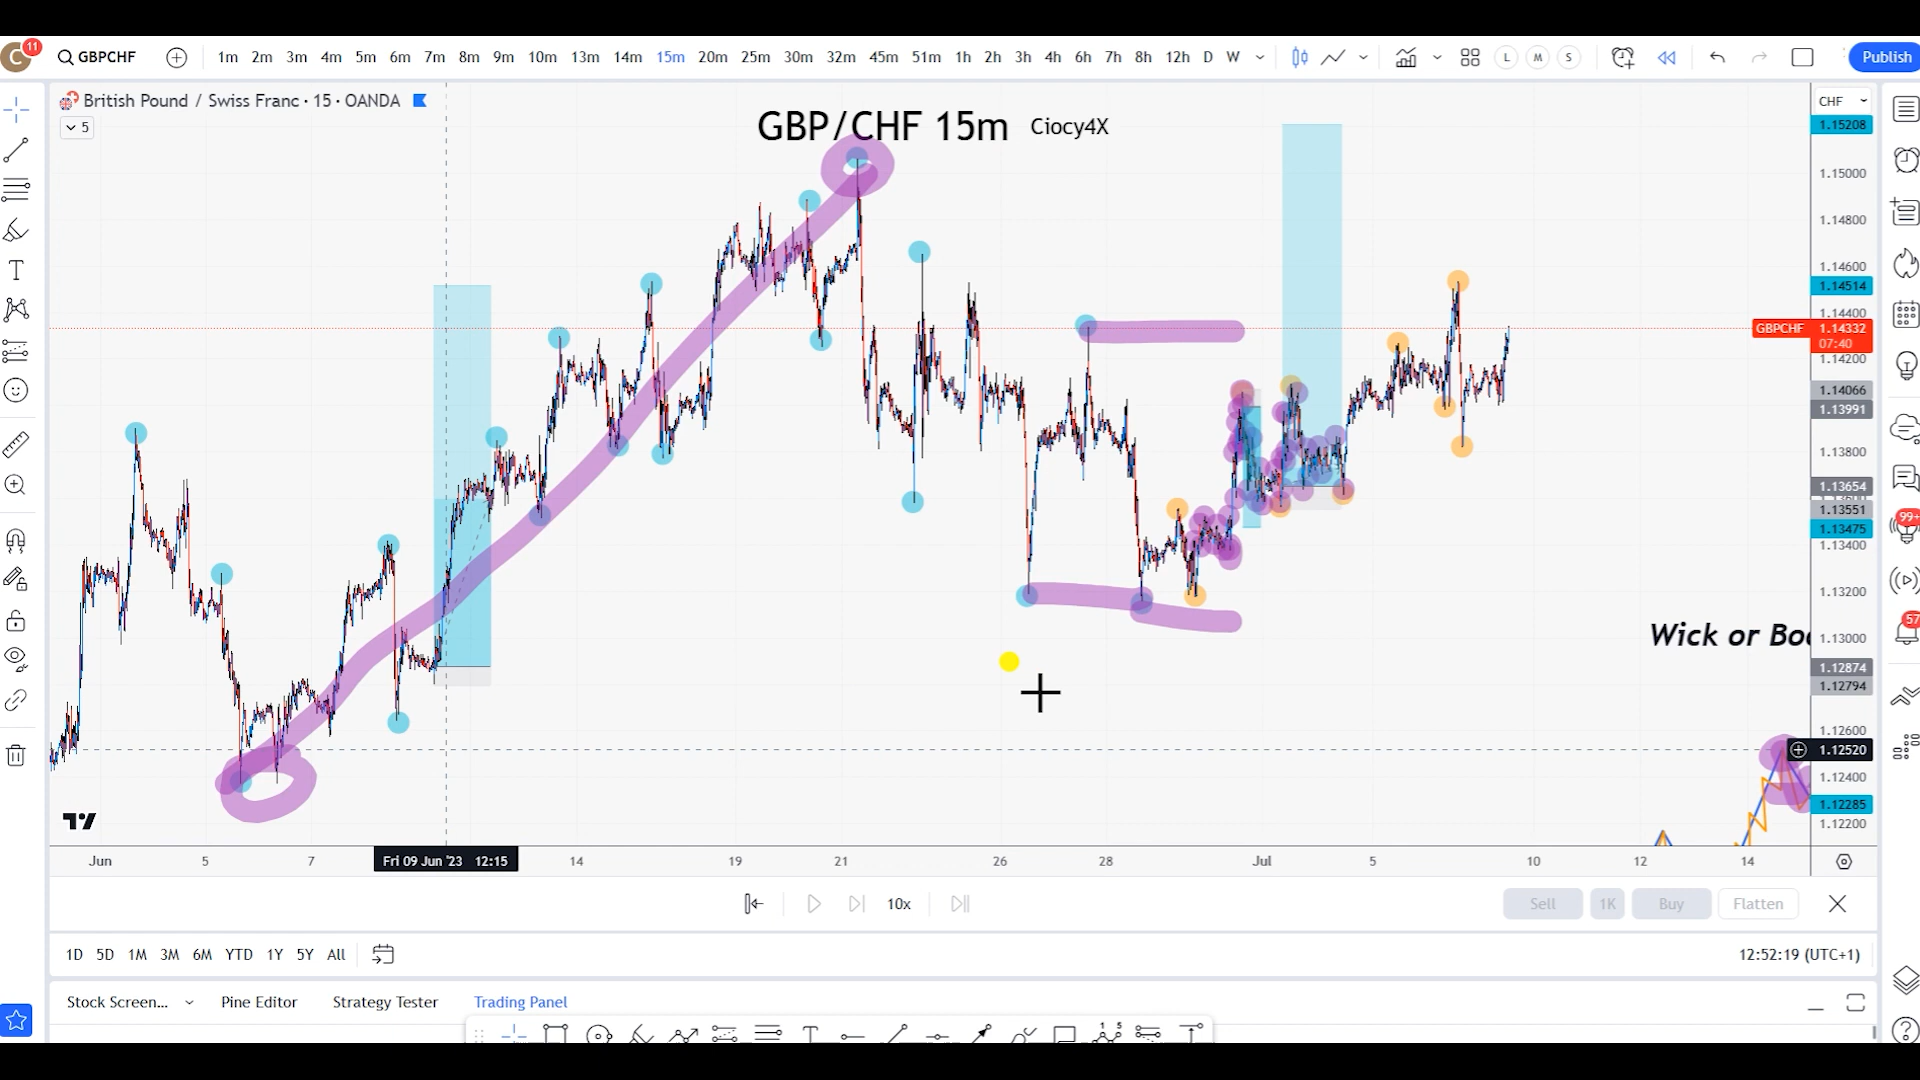 C 11 GBPCHF 1m 2m 3m 4m 5m 6m 7m 8m 9m 10m 13m 14m 15m 20m 25m 30m 32m 45m 51m 1h 2h 3h 4h 6h 7h 8h 12h D W L M S Publish
British Pound / Swiss Franc · 15 · OANDA
5
GBP/CHF 15m Ciocy4X
CHF
1.15208
1.15000
1.14800
1.14600
1.14514
1.14400
GBPCHF 1.14332
07:40
1.14200
1.14066
1.13991
1.13800
1.13654
1.13551
1.13475
1.13400
1.13200
1.13000
1.12874
1.12794
1.12600
1.12520
1.12400
1.12285
1.12200
99+
57
Wick or Bo
Jun 5 7 Fri 09 Jun '23 12:15 14 19 21 26 28 Jul 5 10 12 14
10x Sell 1K Buy Flatten
1D 5D 1M 3M 6M YTD 1Y 5Y All 12:52:19 (UTC+1)
Stock Screen... Pine Editor Strategy Tester Trading Panel